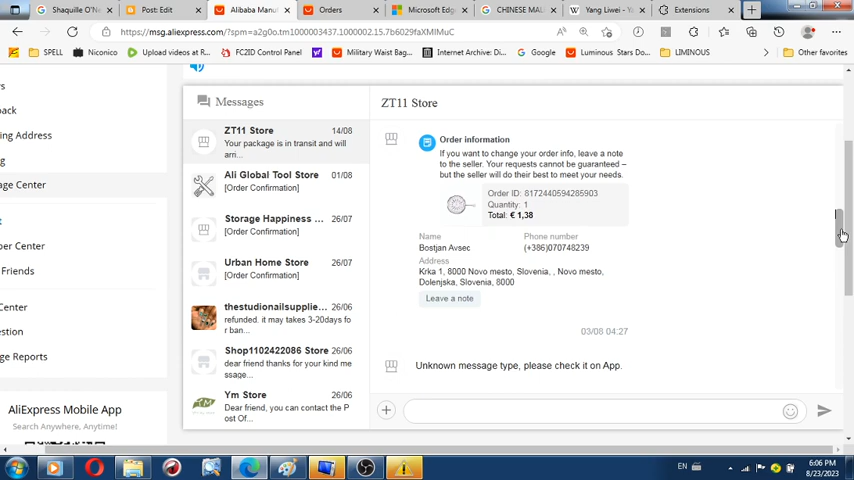 Shaquille O'Ne
Post: Edit
Alibaba Manuf
Orders
Microsoft Edg
CHINESE MAL
Yang Liwei -
Extensions
https://msg.aliexpress.com/?spm=a2g0o.tm1000003437.1000002.15.7b6029faXMIMuC
SPELL
Niconico
Upload videos at R...
FC2ID Control Panel
Military Waist Bag...
Internet Archive: Di...
Google
Luminous Stars Do...
LIMINOUS
Other favorites
Messages
ZT11 Store
ZT11 Store 14/08
Your package is in transit and will
arri...
Ali Global Tool Store 01/08
[Order Confirmation]
Storage Happiness ... 26/07
[Order Confirmation]
Urban Home Store 26/07
[Order Confirmation]
thestudionailsupplie... 26/06
refunded. it may takes 3-20days fo
r ban...
Shop1102422086 Store 26/06
dear friend thanks for your kind me
ssage...
Ym Store 26/06
Dear friend, you can contact the P
ost Of...
Order information
If you want to change your order info, leave a note
to the seller. Your requests cannot be guaranteed –
but the seller will do their best to meet your needs.
Order ID: 8172440594285903
Quantity: 1
Total: € 1,38
Name Phone number
Bostjan Avsec (+386)070748239
Address
Krka 1, 8000 Novo mesto, Slovenia, , Novo mesto,
Dolenjska, Slovenia, 8000
Leave a note
03/08 04:27
Unknown message type, please check it on App.
s
back
ing Address
g
age Center
t
per Center
Friends
Center
estion
ge Reports
AliExpress Mobile App
Search Anywhere, Anytime!
EN
6:06 PM
8/23/2023